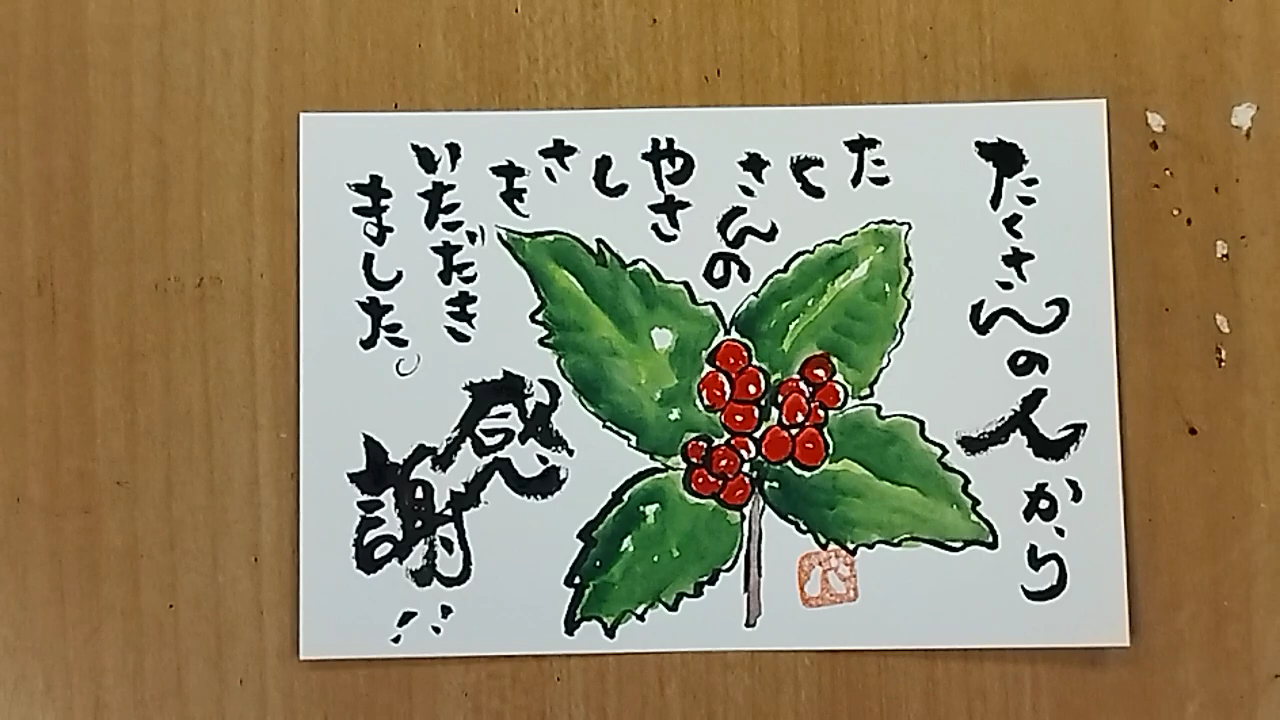 たくさんの人から
たくさんの
やさしさを
いただき
ました。
感謝!!